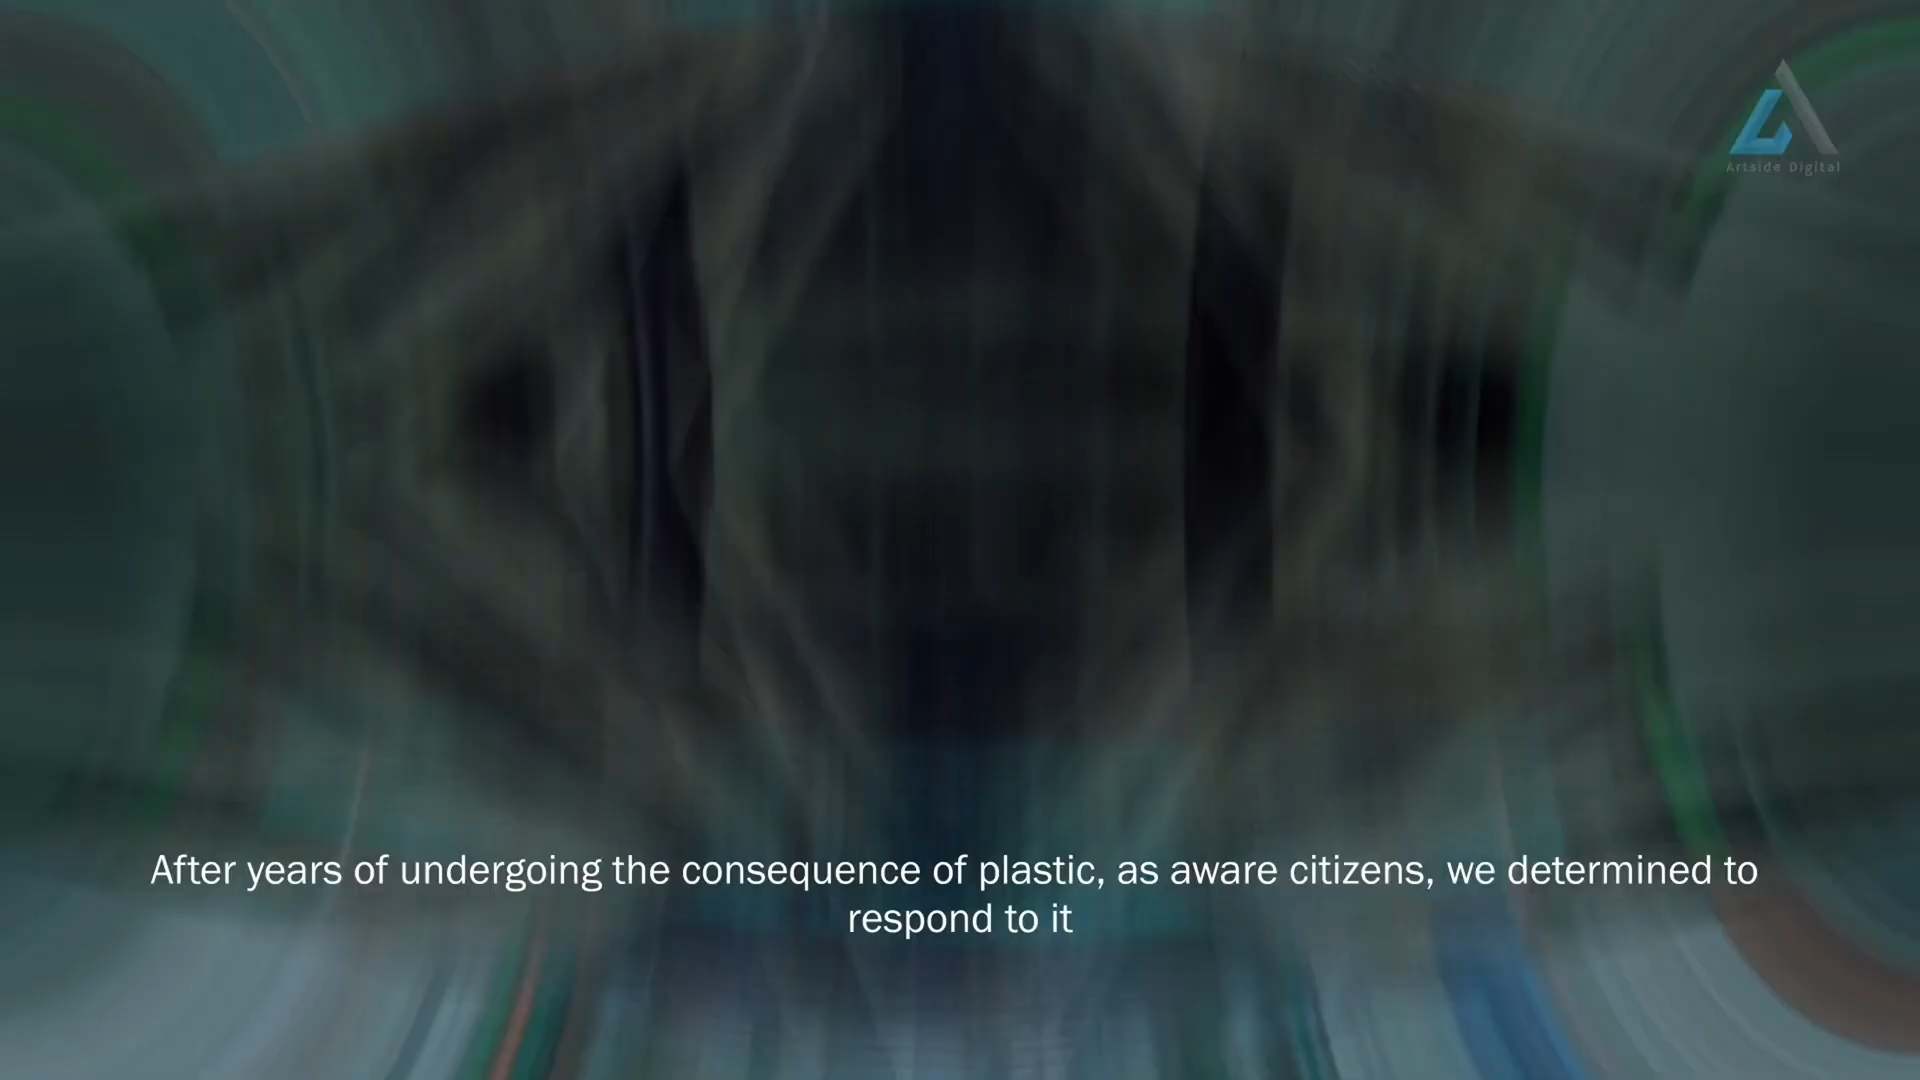 Artside Digital
After years of undergoing the consequence of plastic, as aware citizens, we determined to
respond to it